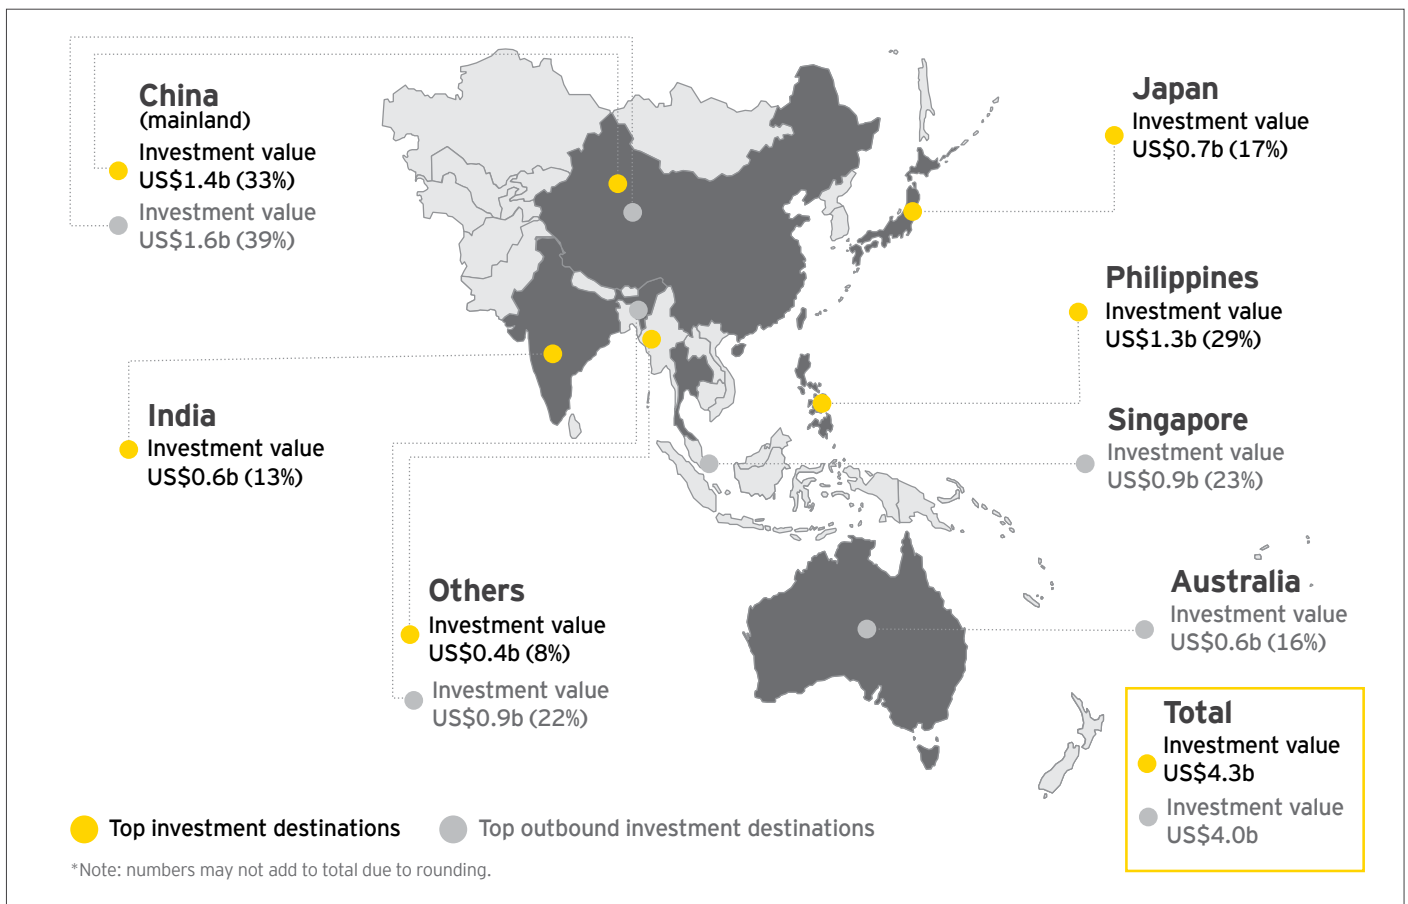 China
(mainland)
Investment value
US$1.4b (33%)
Investment value
US$1.6b (39%)
Japan
Investment value
US$0.7b (17%)
Philippines
Investment value
US$1.3b (29%)
India
Investment value
US$0.6b (13%)
Singapore
Investment value
US$0.9b (23%)
Others
Investment value
US$0.4b (8%)
Investment value
US$0.9b (22%)
Australia
Investment value
US$0.6b (16%)
Total
Investment value
US$4.3b
Investment value
US$4.0b
Top investment destinations
Top outbound investment destinations
*Note: numbers may not add to total due to rounding.